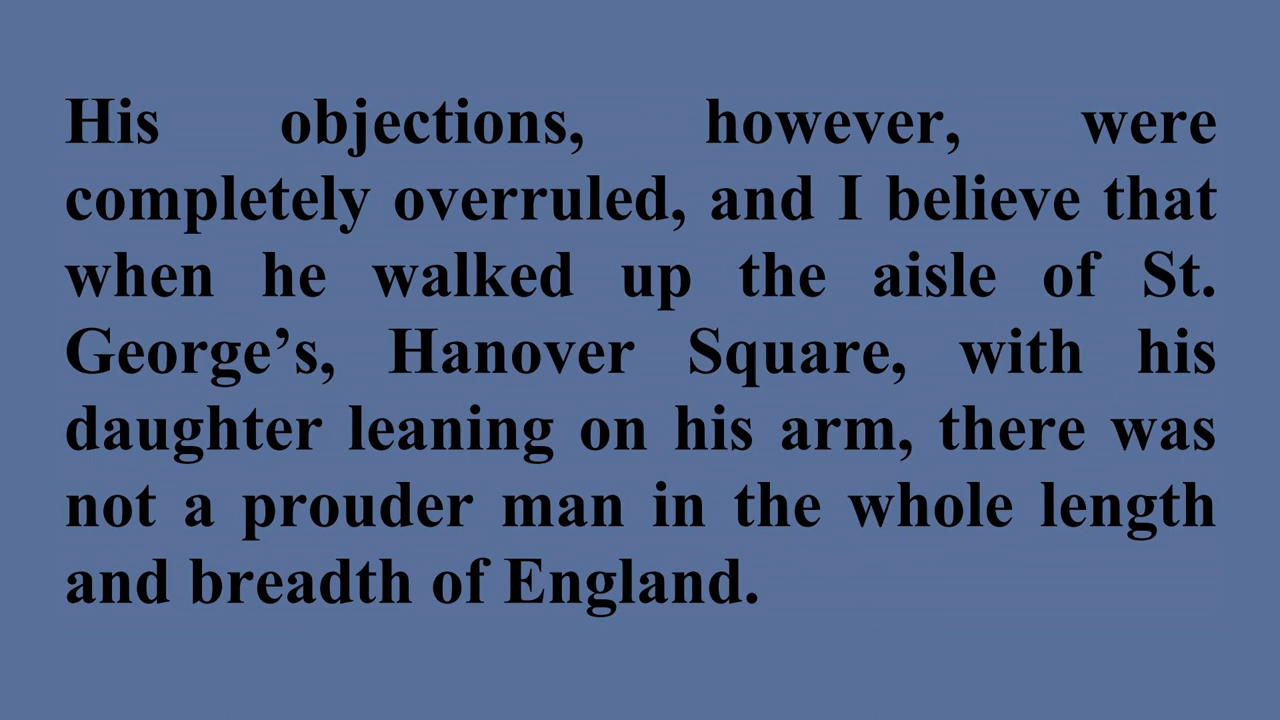 His objections, however, were
completely overruled, and I believe that
when he walked up the aisle of St.
George’s, Hanover Square, with his
daughter leaning on his arm, there was
not a prouder man in the whole length
and breadth of England.